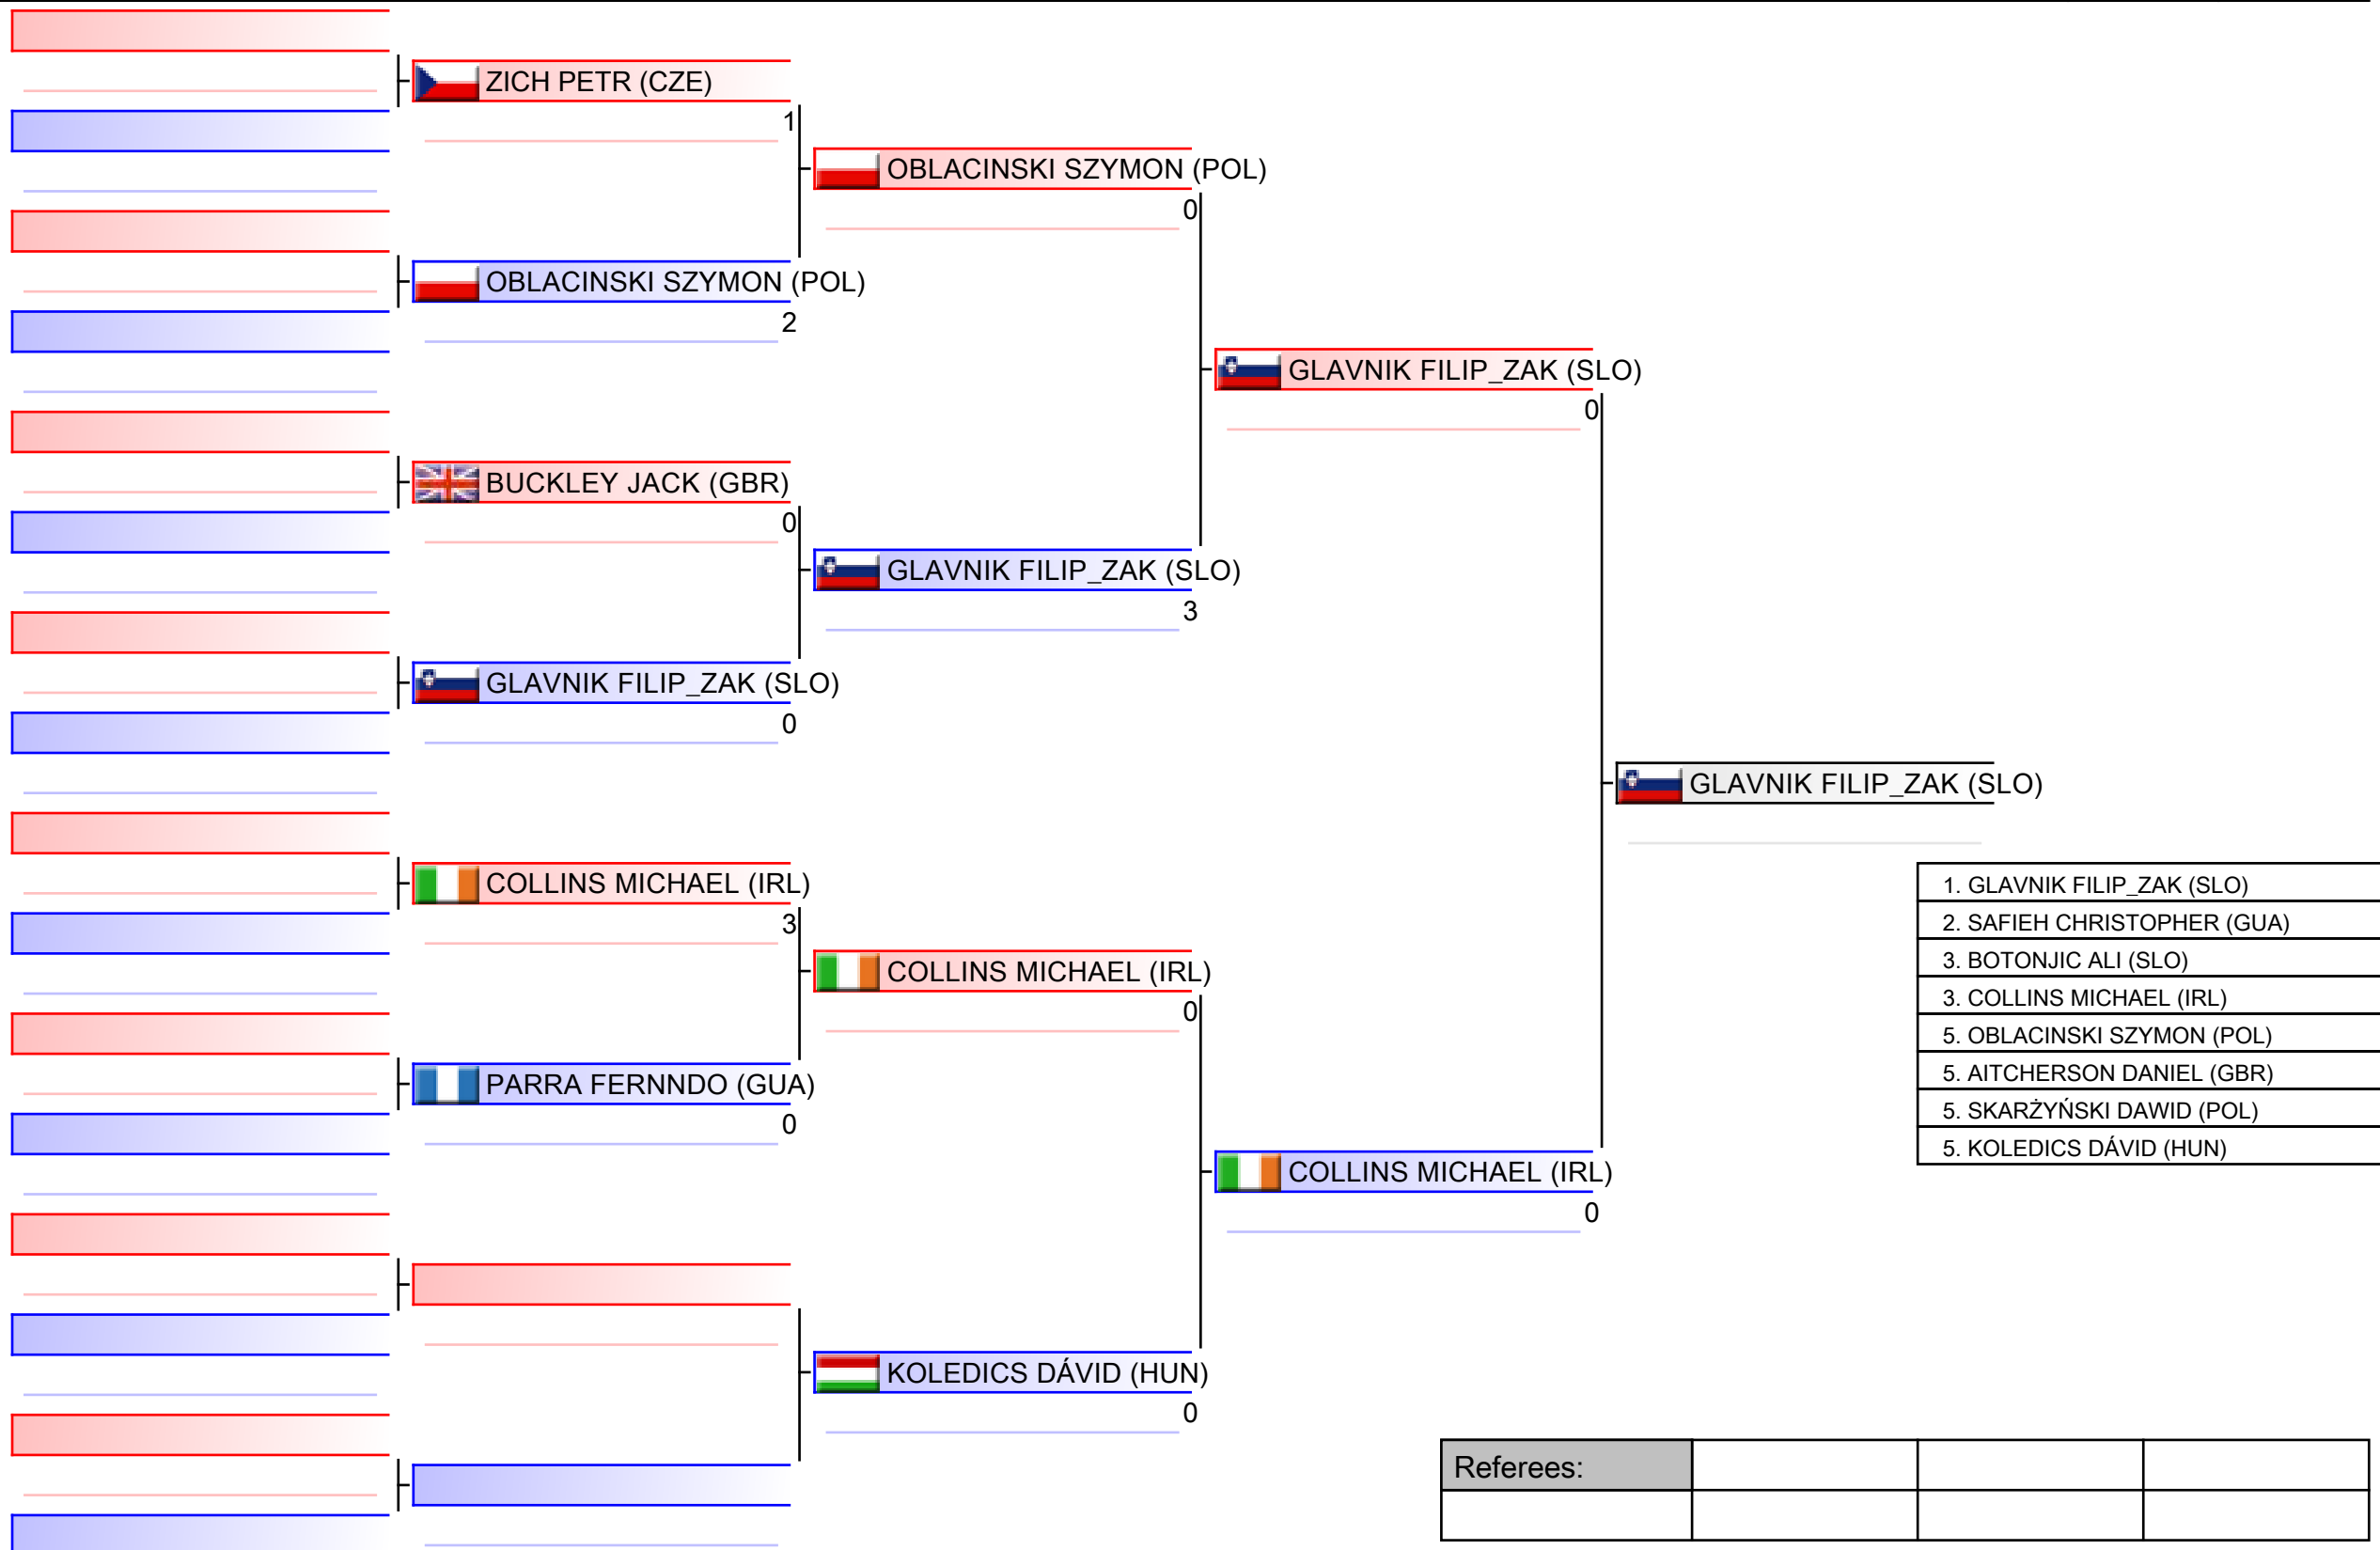 ZICH PETR (CZE)
1
OBLACINSKI SZYMON (POL)
0
OBLACINSKI SZYMON (POL)
2
GLAVNIK FILIP_ZAK (SLO)
0
BUCKLEY JACK (GBR)
0
GLAVNIK FILIP_ZAK (SLO)
3
GLAVNIK FILIP_ZAK (SLO)
0
GLAVNIK FILIP_ZAK (SLO)
COLLINS MICHAEL (IRL)
3
COLLINS MICHAEL (IRL)
0
PARRA FERNNDO (GUA)
0
COLLINS MICHAEL (IRL)
0
KOLEDICS DÁVID (HUN)
0
1. GLAVNIK FILIP_ZAK (SLO)
2. SAFIEH CHRISTOPHER (GUA)
3. BOTONJIC ALI (SLO)
3. COLLINS MICHAEL (IRL)
5. OBLACINSKI SZYMON (POL)
5. AITCHERSON DANIEL (GBR)
5. SKARŻYŃSKI DAWID (POL)
5. KOLEDICS DÁVID (HUN)
Referees: